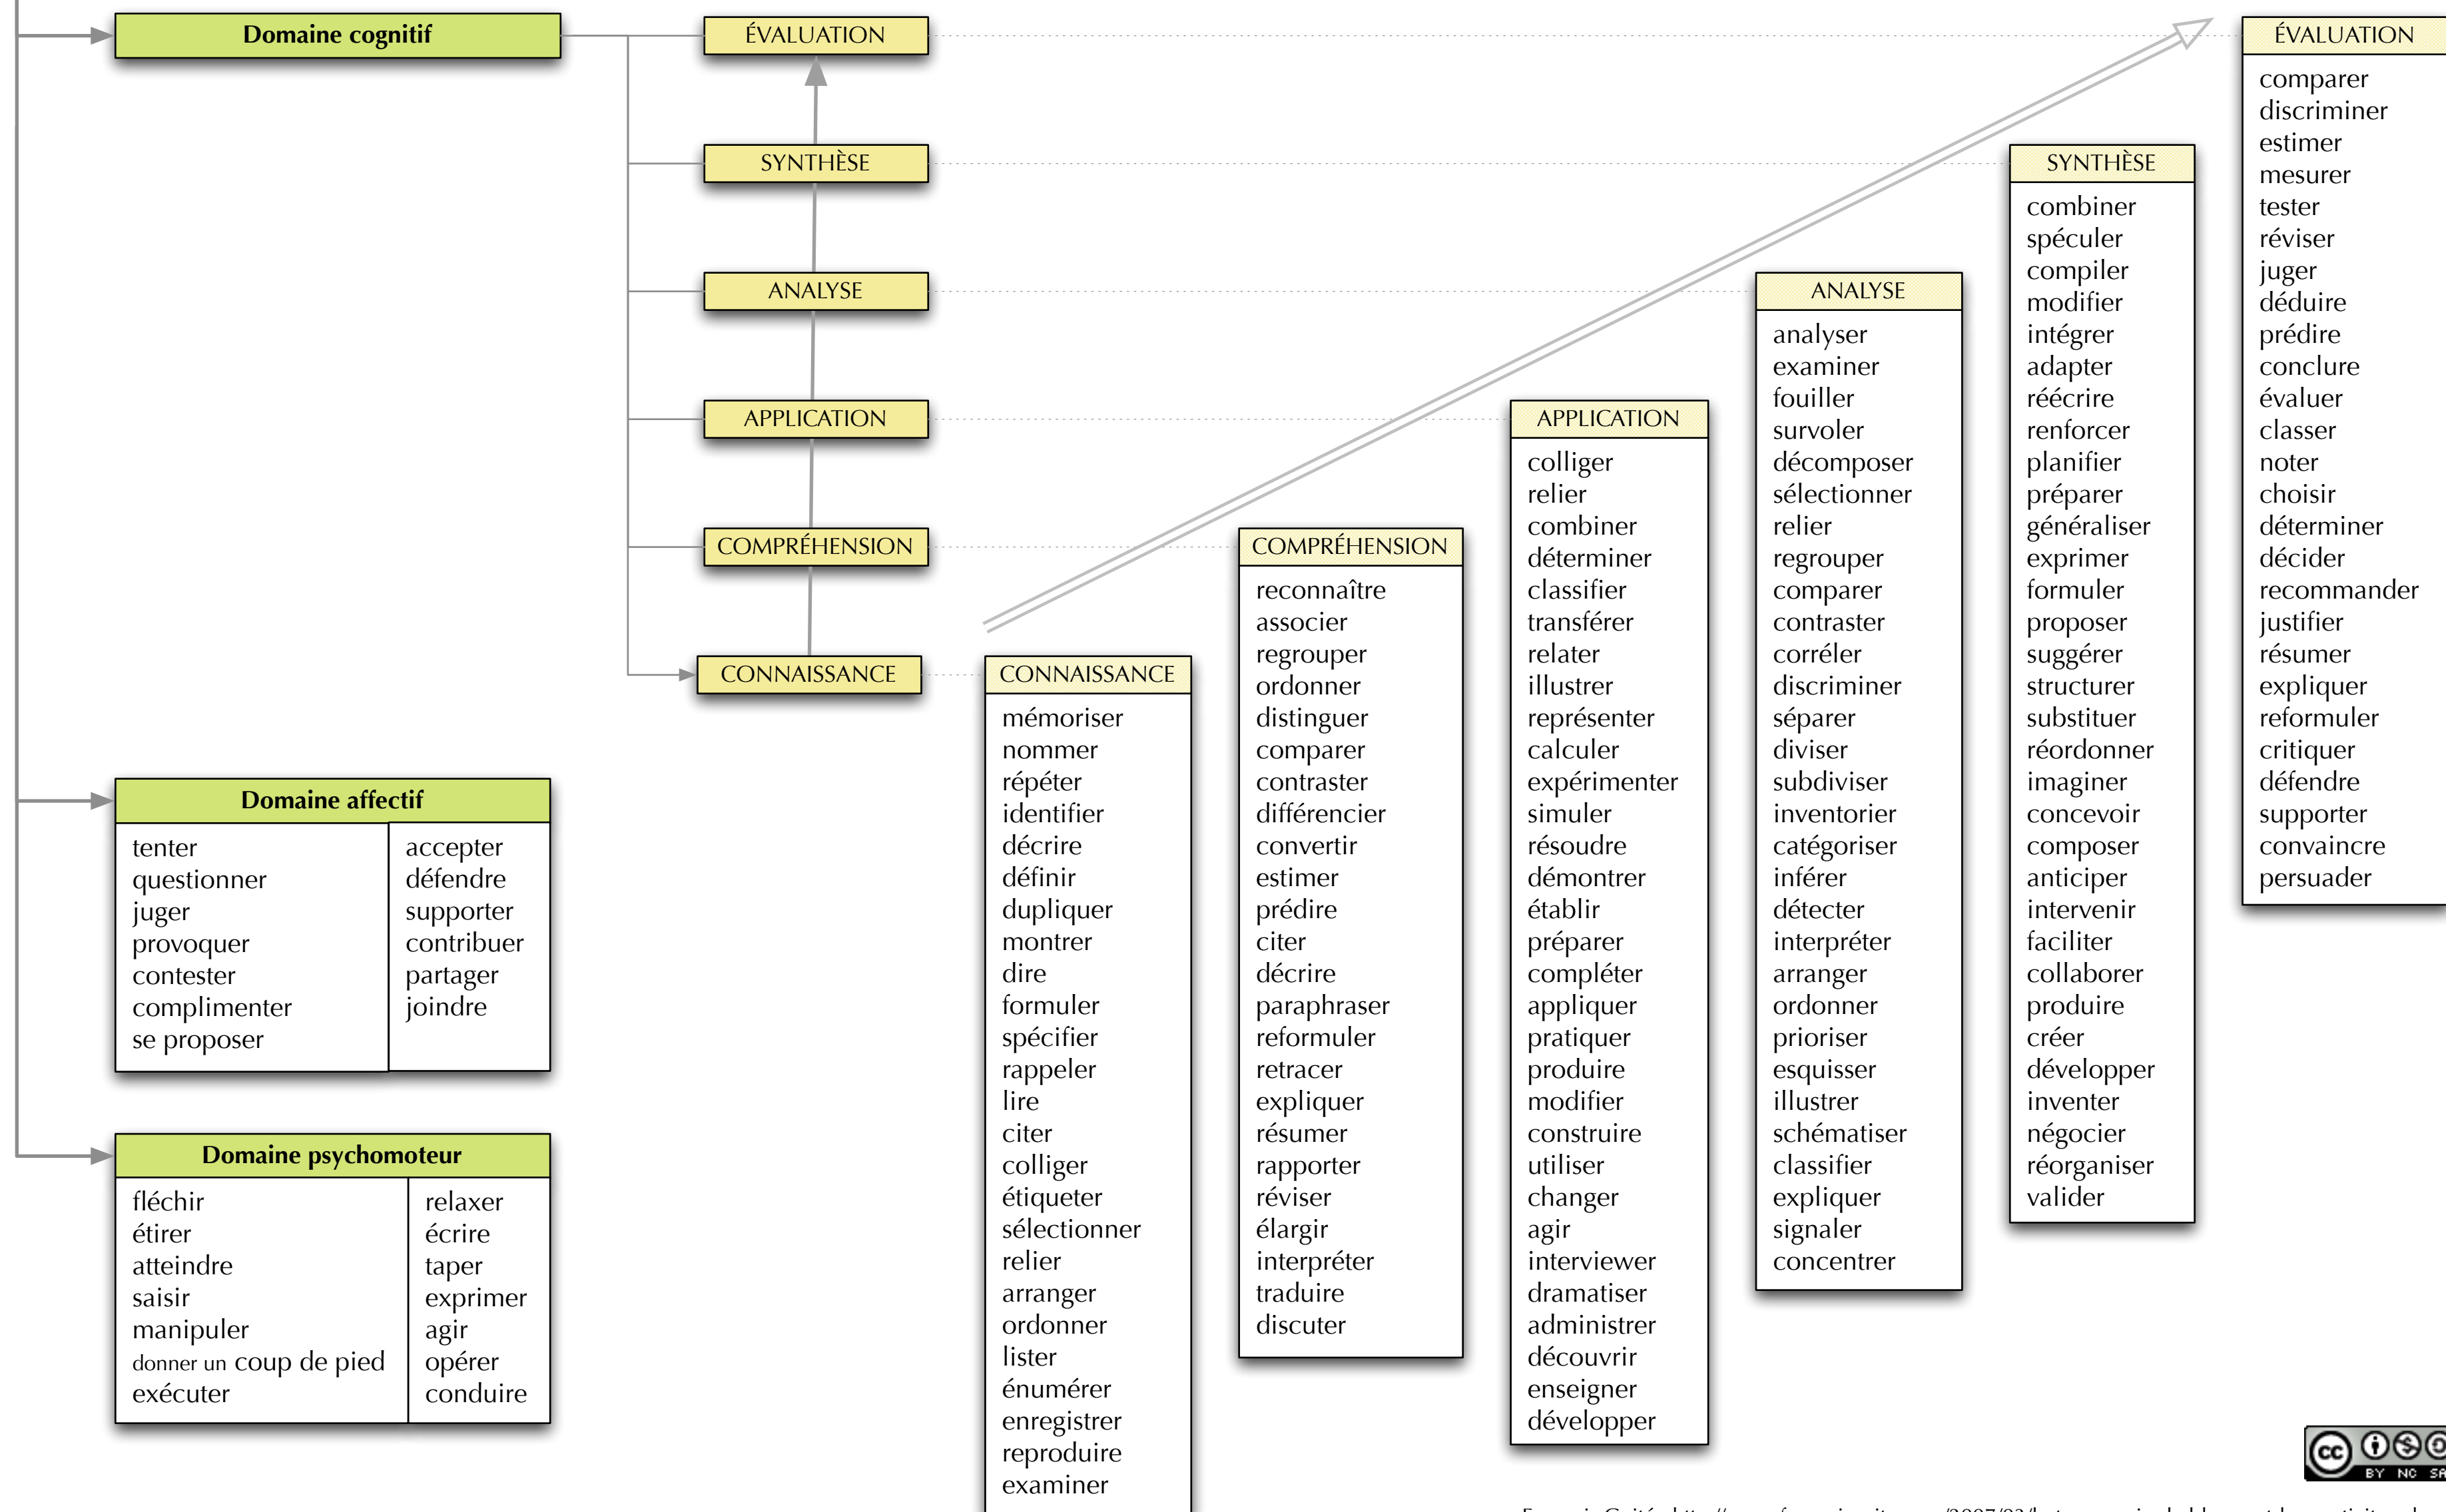 Domaine cognitif
ÉVALUATION
SYNTHÈSE
ANALYSE
APPLICATION
COMPRÉHENSION
CONNAISSANCE
Domaine affectif
tenter
questionner
juger
provoquer
contester
complimenter
se proposer
accepter
défendre
supporter
contribuer
partager
joindre
Domaine psychomoteur
fléchir
étirer
atteindre
saisir
manipuler
donner un coup de pied
exécuter
relaxer
écrire
taper
exprimer
agir
opérer
conduire
CONNAISSANCE
mémoriser
nommer
répéter
identifier
décrire
définir
dupliquer
montrer
dire
formuler
spécifier
rappeler
lire
citer
colliger
étiqueter
sélectionner
relier
arranger
ordonner
lister
énumérer
enregistrer
reproduire
examiner
COMPRÉHENSION
reconnaître
associer
regrouper
ordonner
distinguer
comparer
contraster
différencier
convertir
estimer
prédire
citer
décrire
paraphraser
reformuler
retracer
expliquer
résumer
rapporter
réviser
élargir
interpréter
traduire
discuter
APPLICATION
colliger
relier
combiner
déterminer
classifier
transférer
relater
illustrer
représenter
calculer
expérimenter
simuler
résoudre
démontrer
établir
préparer
compléter
appliquer
pratiquer
produire
modifier
construire
utiliser
changer
agir
interviewer
dramatiser
administrer
découvrir
enseigner
développer
ANALYSE
analyser
examiner
fouiller
survoler
décomposer
sélectionner
relier
regrouper
comparer
contraster
corréler
discriminer
séparer
diviser
subdiviser
inventorier
catégoriser
inférer
détecter
interpréter
arranger
ordonner
prioriser
esquisser
illustrer
schématiser
classifier
expliquer
signaler
concentrer
SYNTHÈSE
combiner
spéculer
compiler
modifier
intégrer
adapter
réécrire
renforcer
planifier
préparer
généraliser
exprimer
formuler
proposer
suggérer
structurer
substituer
réordonner
imaginer
concevoir
composer
anticiper
intervenir
faciliter
collaborer
produire
créer
développer
inventer
négocier
réorganiser
valider
ÉVALUATION
comparer
discriminer
estimer
mesurer
tester
réviser
juger
déduire
prédire
conclure
évaluer
classer
noter
choisir
déterminer
décider
recommander
justifier
résumer
expliquer
reformuler
critiquer
défendre
supporter
convaincre
persuader
cc
BY NC SA